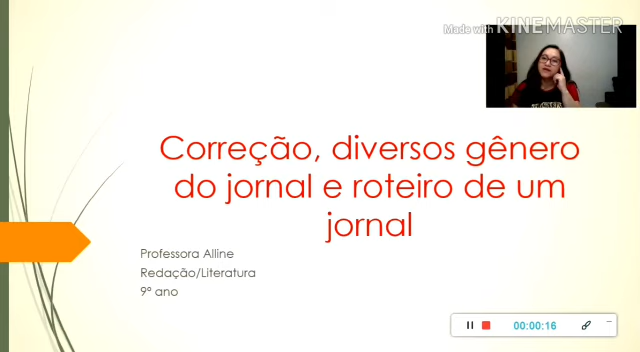 Made with KINEMASTER
Correção, diversos gênero
do jornal e roteiro de um
jornal
Professora Alline
Redação/Literatura
9º ano
00:00:16